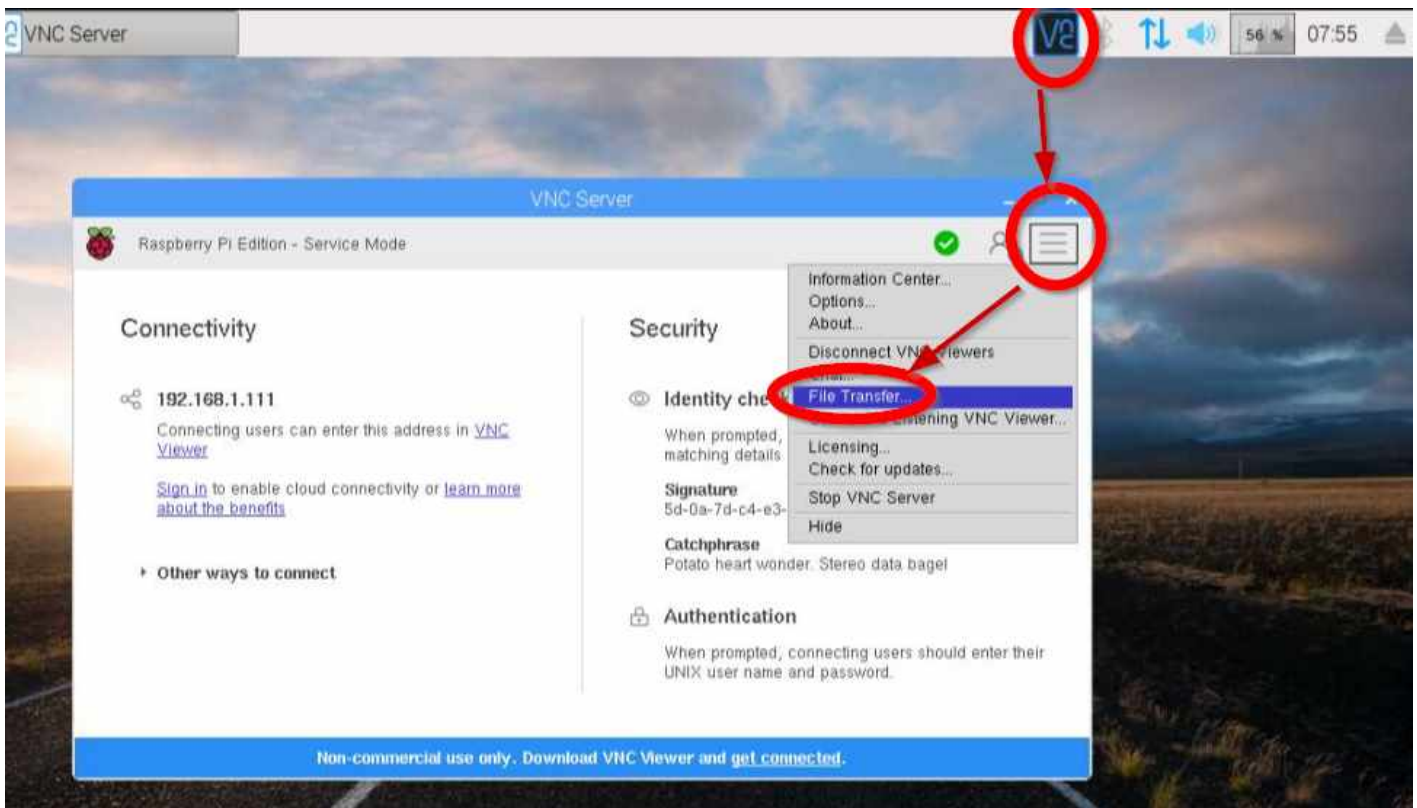 VNC Server
V2
56 %
07:55
VNC Server
Raspberry Pi Edition - Service Mode
Information Center...
Options...
About...
Disconnect VNC Viewers
File Transfer...
Listening VNC Viewer...
Licensing...
Check for updates...
Stop VNC Server
Hide
Connectivity
192.168.1.111
Connecting users can enter this address in VNC
Viewer
Sign in to enable cloud connectivity or learn more
about the benefits
Other ways to connect
Security
Identity check
When prompted,
matching details
Signature
5d-0a-7d-c4-e3-
Catchphrase
Potato heart wonder. Stereo data bagel
Authentication
When prompted, connecting users should enter their
UNIX user name and password.
Non-commercial use only. Download VNC Viewer and get connected.